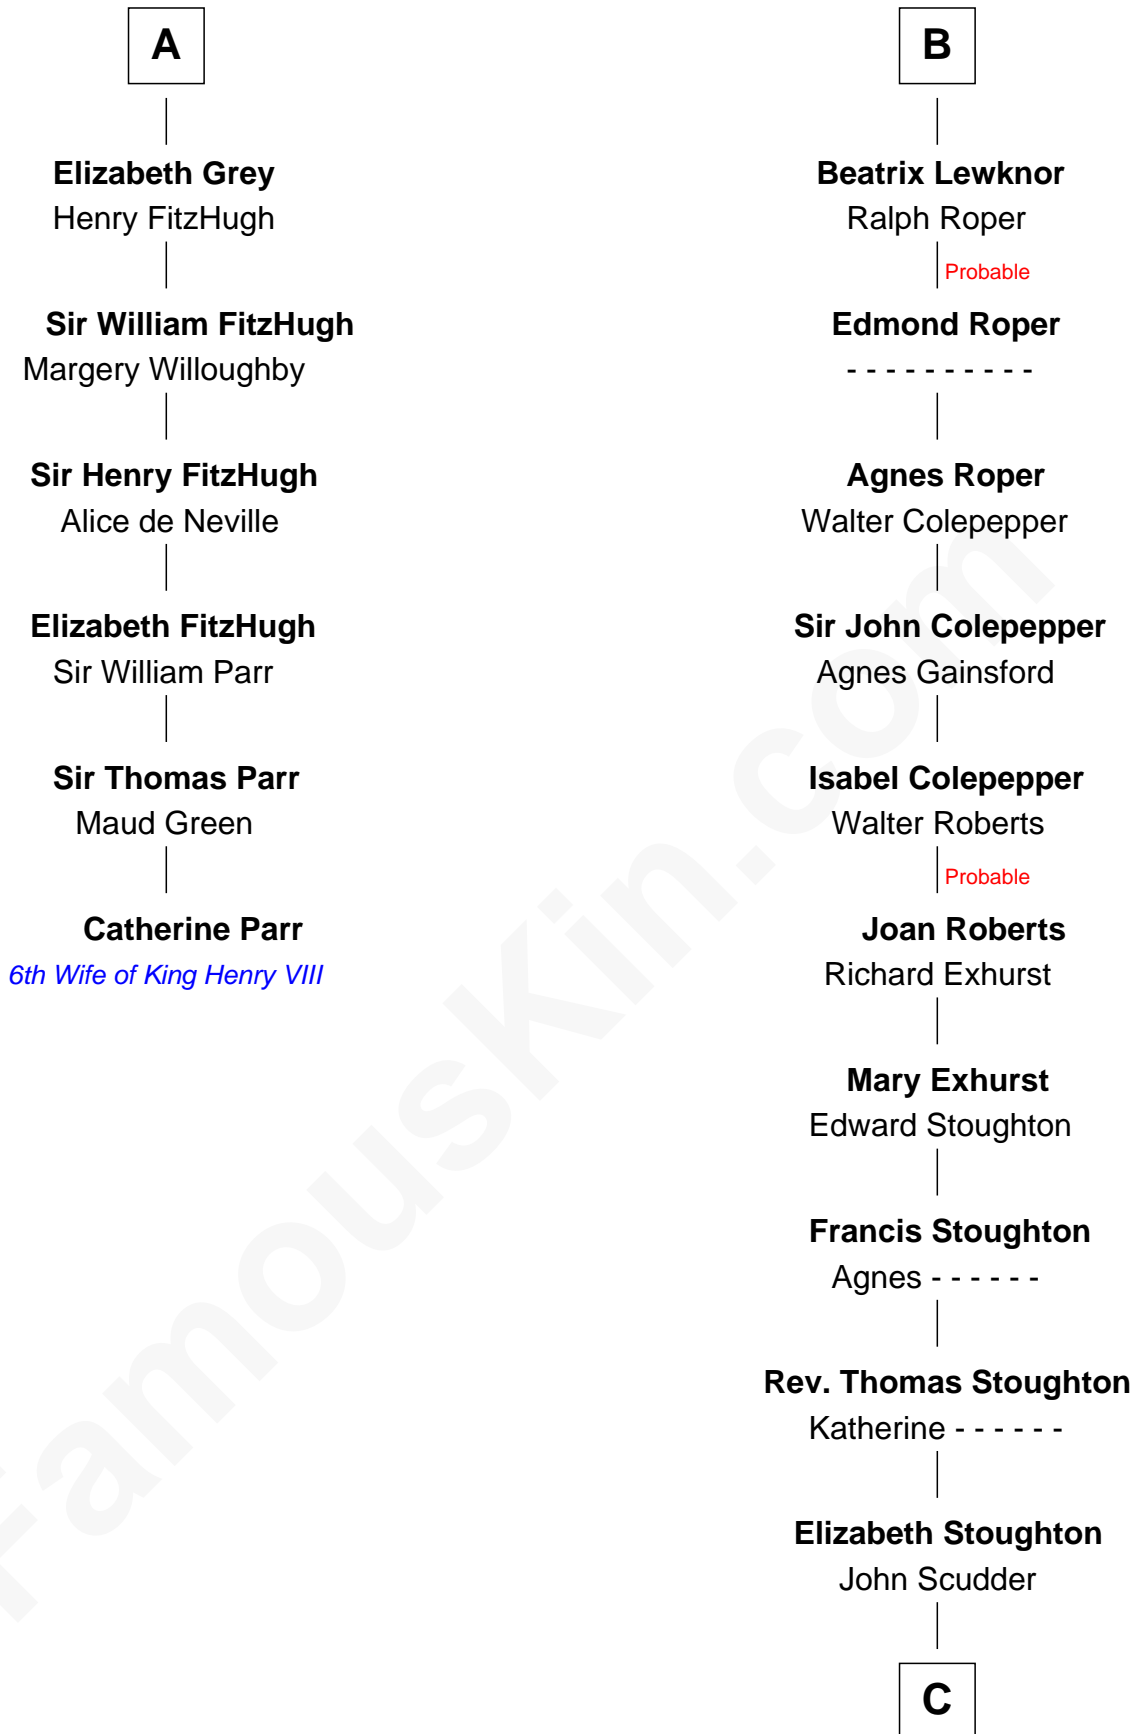 A
Elizabeth Grey
Henry FitzHugh
Sir William FitzHugh
Margery Willoughby
Sir Henry FitzHugh
Alice de Neville
Elizabeth FitzHugh
Sir William Parr
Sir Thomas Parr
Maud Green
Catherine Parr
6th Wife of King Henry VIII
B
Beatrix Lewknor
Ralph Roper
Probable
Edmond Roper
- - - - - - - - - -
Agnes Roper
Walter Colepepper
Sir John Colepepper
Agnes Gainsford
Isabel Colepepper
Walter Roberts
Probable
Joan Roberts
Richard Exhurst
Mary Exhurst
Edward Stoughton
Francis Stoughton
Agnes - - - - - -
Rev. Thomas Stoughton
Katherine - - - - - -
Elizabeth Stoughton
John Scudder
C
FamousKin.com